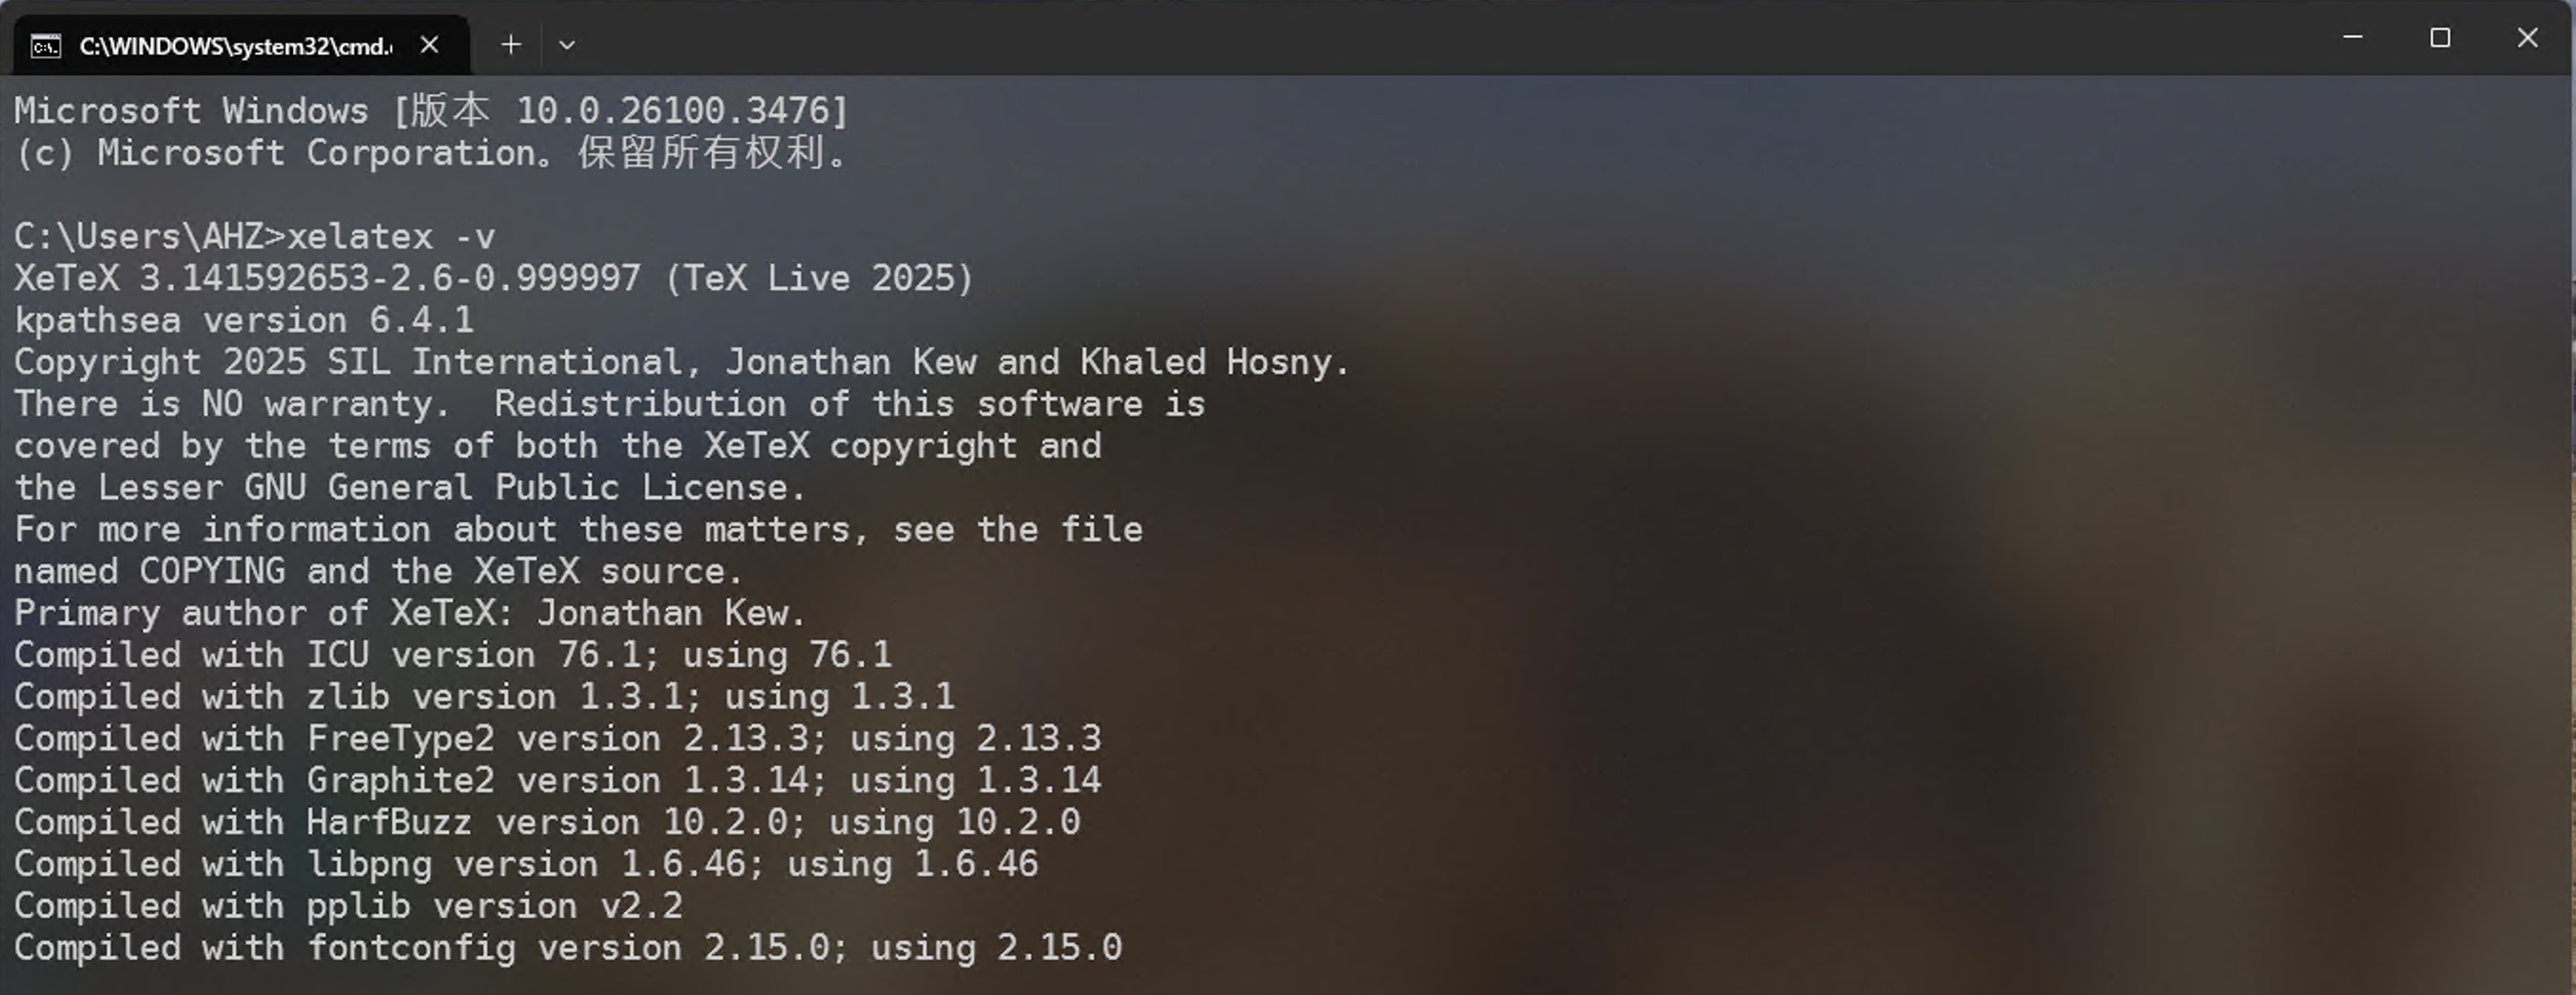 C:\WINDOWS\system32\cmd.
Microsoft Windows [版本 10.0.26100.3476]
(c) Microsoft Corporation。保留所有权利。
C:\Users\AHZ>xelatex -v
XeTeX 3.141592653-2.6-0.999997 (TeX Live 2025)
kpathsea version 6.4.1
Copyright 2025 SIL International, Jonathan Kew and Khaled Hosny.
There is NO warranty.  Redistribution of this software is
covered by the terms of both the XeTeX copyright and
the Lesser GNU General Public License.
For more information about these matters, see the file
named COPYING and the XeTeX source.
Primary author of XeTeX: Jonathan Kew.
Compiled with ICU version 76.1; using 76.1
Compiled with zlib version 1.3.1; using 1.3.1
Compiled with FreeType2 version 2.13.3; using 2.13.3
Compiled with Graphite2 version 1.3.14; using 1.3.14
Compiled with HarfBuzz version 10.2.0; using 10.2.0
Compiled with libpng version 1.6.46; using 1.6.46
Compiled with pplib version v2.2
Compiled with fontconfig version 2.15.0; using 2.15.0